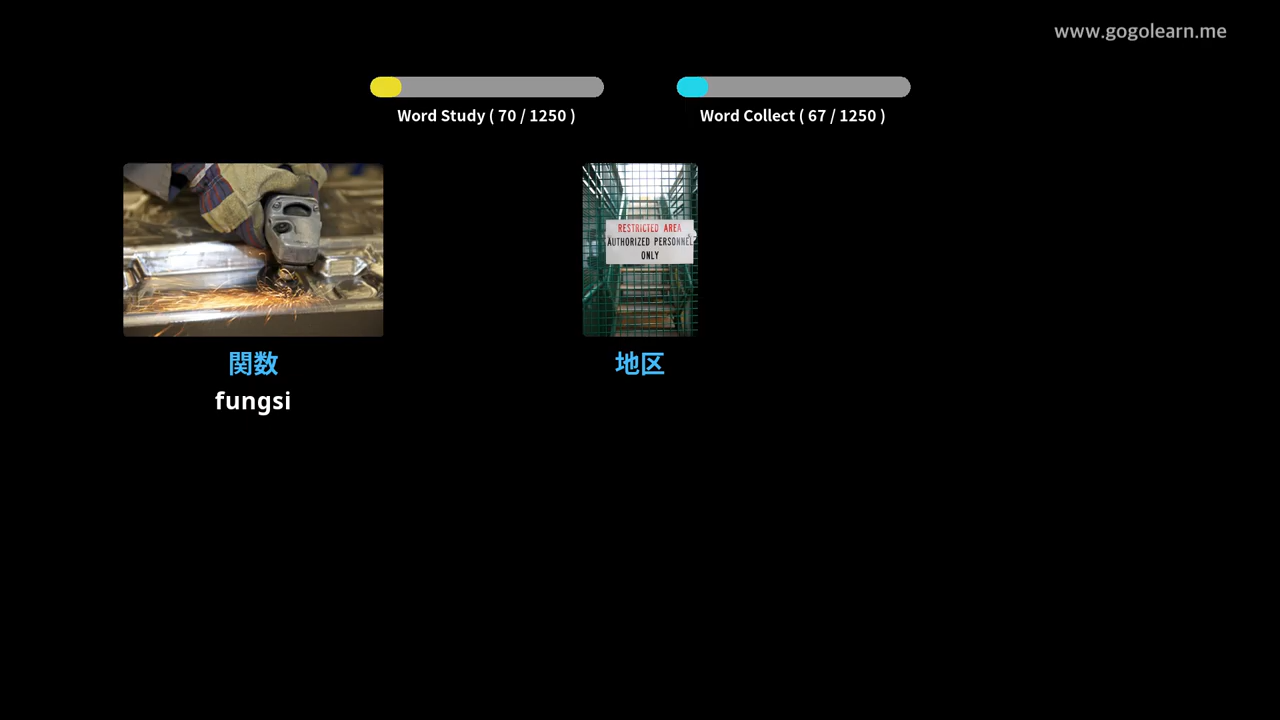 www.gogolearn.me
Word Study ( 70 / 1250 )
Word Collect ( 67 / 1250 )
RESTRICTED AREA
AUTHORIZED PERSONNEL
ONLY
関数
地区
fungsi